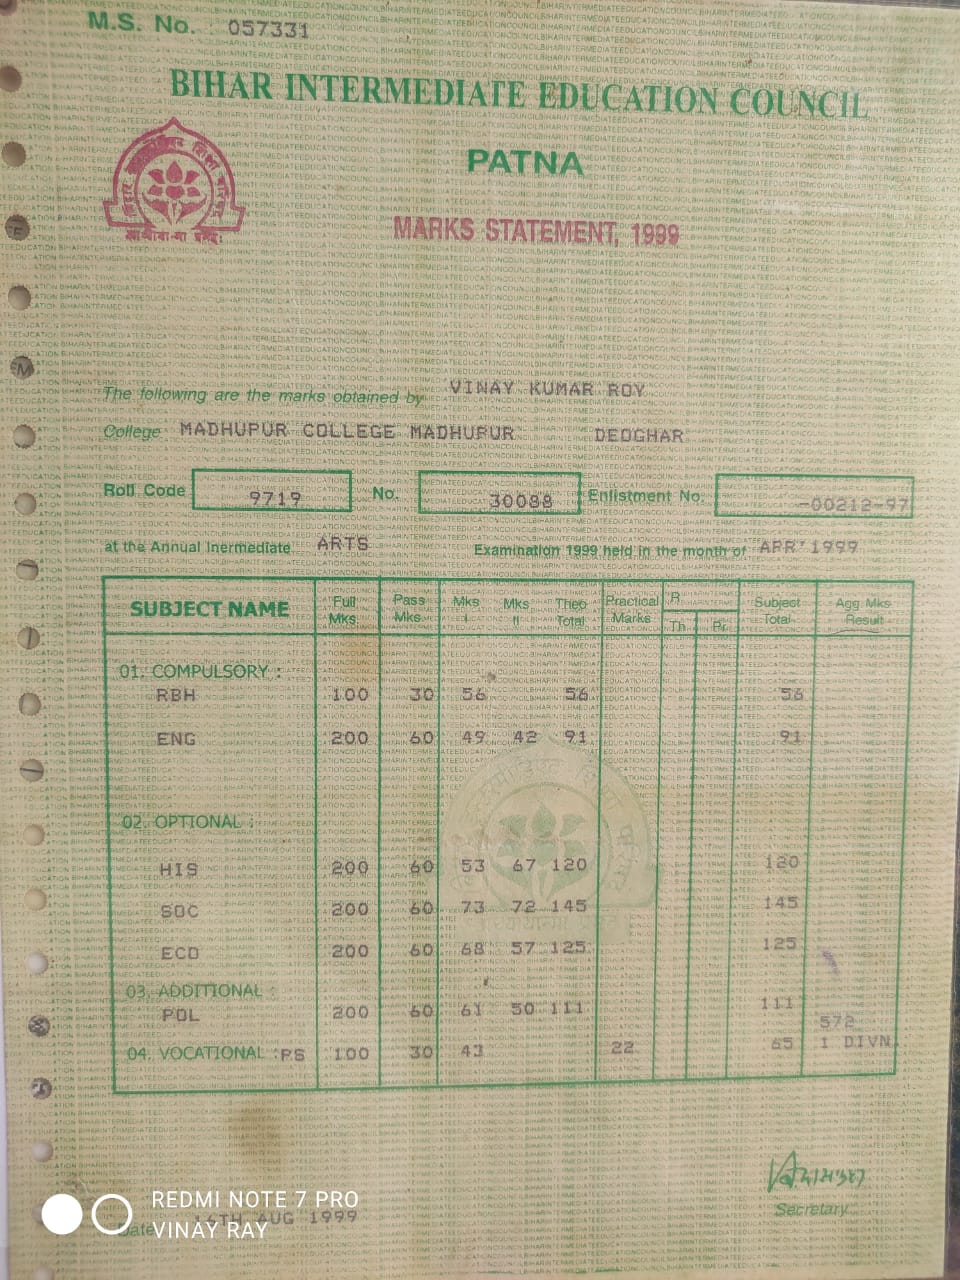 M.S. No. : 057331
BIHAR INTERMEDIATE EDUCATION COUNCIL
PATNA
MARKS STATEMENT, 1999
The following are the marks obtained by VINAY KUMAR ROY
College MADHUPUR COLLEGE MADHUPUR DEOGHAR
Roll Code 9719 No. 30088 Enlistment No. -00212-97
at the Annual Inermediate ARTS Examination 1999 held in the month of APR' 1999
SUBJECT NAME Full Mks. Pass Mks. Mks I Mks II Theo Total Practical Marks R Th Pr Subject Total Agg Mks Result
01. COMPULSORY :
RBH 100 30 56 56 56
ENG 200 60 49 42 91 91
02. OPTIONAL :
HIS 200 60 53 67 120 120
SOC 200 60 73 72 145 145
ECO 200 60 68 57 125 125
03. ADDITIONAL :
POL 200 60 61 50 111 111
572
04. VOCATIONAL : PS 100 30 43 22 65 I DIVN
Secretary
Date 16TH AUG 1999
REDMI NOTE 7 PRO
VINAY RAY